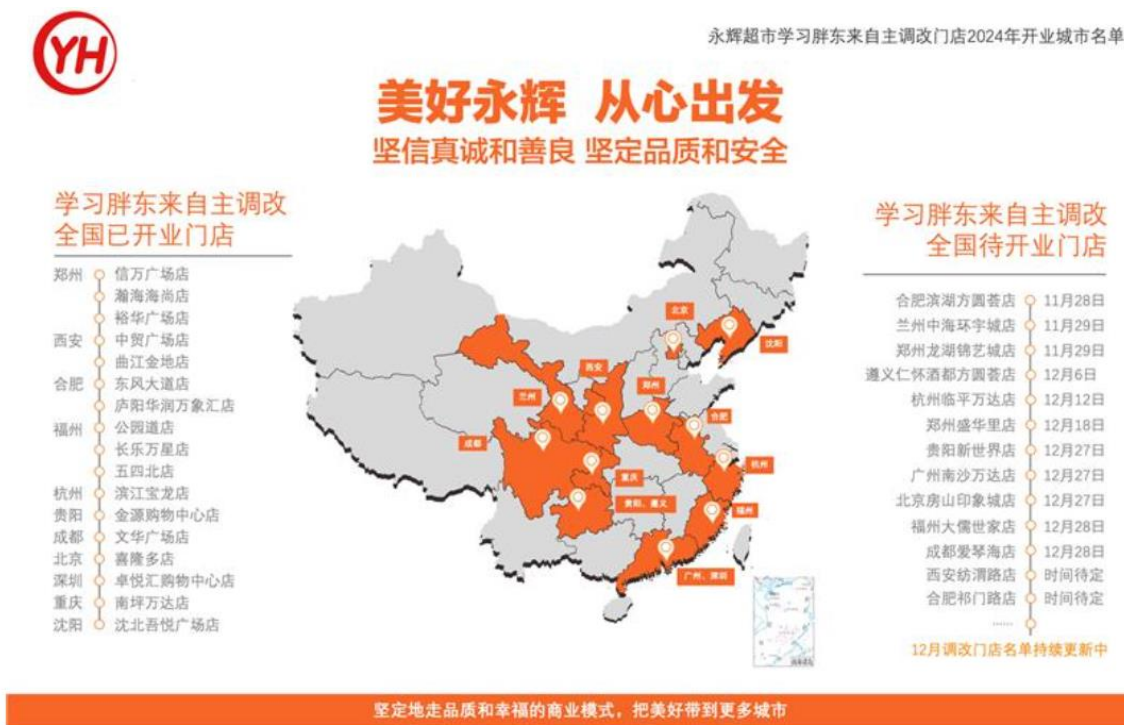 YH
永辉超市学习胖东来自主调改门店2024年开业城市名单
美好永辉 从心出发
坚信真诚和善良 坚定品质和安全
学习胖东来自主调改
全国已开业门店
郑州 信万广场店
瀚海海尚店
裕华广场店
西安 中贸广场店
曲江金地店
合肥 东风大道店
庐阳华润万象汇店
福州 公园道店
长乐万星店
五四北店
杭州 滨江宝龙店
贵阳 金源购物中心店
成都 文华广场店
北京 喜隆多店
深圳 卓悦汇购物中心店
重庆 南坪万达店
沈阳 沈北吾悦广场店
北京
沈阳
西安
郑州
兰州
合肥
成都
杭州
重庆
贵阳、遵义
福州
广州、深圳
学习胖东来自主调改
全国待开业门店
合肥滨湖方圆荟店 11月28日
兰州中海环宇城店 11月29日
郑州龙湖锦艺城店 11月29日
遵义仁怀酒都方圆荟店 12月6日
杭州临平万达店 12月12日
郑州盛华里店 12月18日
贵阳新世界店 12月27日
广州南沙万达店 12月27日
北京房山印象城店 12月27日
福州大儒世家店 12月28日
成都爱琴海店 12月28日
西安纺渭路店 时间待定
合肥祁门路店 时间待定
......
12月调改门店名单持续更新中
坚定地走品质和幸福的商业模式，把美好带到更多城市